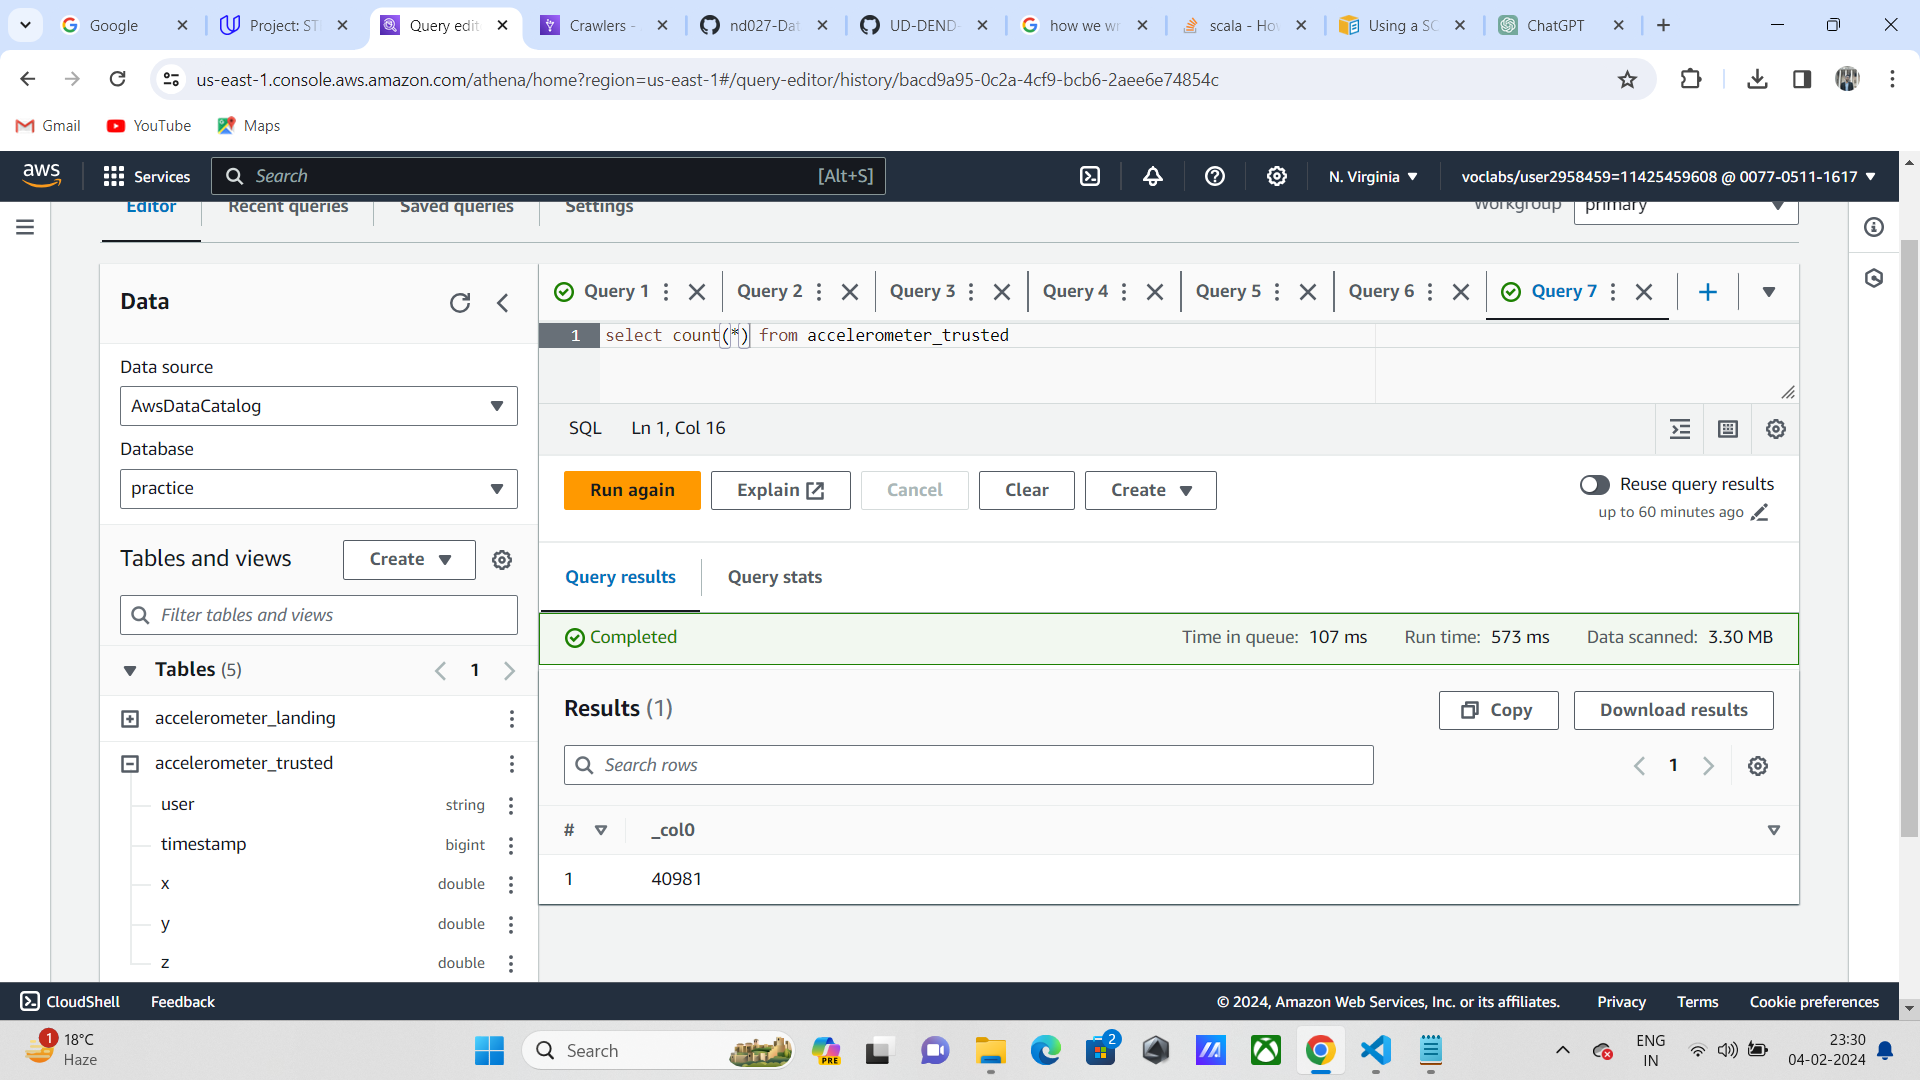 Google
Project: ST
Query edit
Crawlers -
nd027-Dat
UD-DEND-
how we wr
scala - Hov
Using a SC
ChatGPT
us-east-1.console.aws.amazon.com/athena/home?region=us-east-1#/query-editor/history/bacd9a95-0c2a-4cf9-bcb6-2aee6e74854c
Gmail
YouTube
Maps
aws
Services
Search
[Alt+S]
N. Virginia
voclabs/user2958459=11425459608 @ 0077-0511-1617
Editor
Recent queries
Saved queries
Settings
Workgroup
primary
Data
Data source
AwsDataCatalog
Database
practice
Tables and views
Create
Filter tables and views
Tables (5)
1
accelerometer_landing
accelerometer_trusted
user string
timestamp bigint
x double
y double
z double
Query 1
Query 2
Query 3
Query 4
Query 5
Query 6
Query 7
1 select count(*) from accelerometer_trusted
SQL Ln 1, Col 16
Run again
Explain
Cancel
Clear
Create
Reuse query results
up to 60 minutes ago
Query results
Query stats
Completed
Time in queue: 107 ms
Run time: 573 ms
Data scanned: 3.30 MB
Results (1)
Copy
Download results
Search rows
1
# _col0
1 40981
CloudShell
Feedback
© 2024, Amazon Web Services, Inc. or its affiliates.
Privacy
Terms
Cookie preferences
1
18°C
Haze
Search
PRE
2
ENG
IN
23:30
04-02-2024